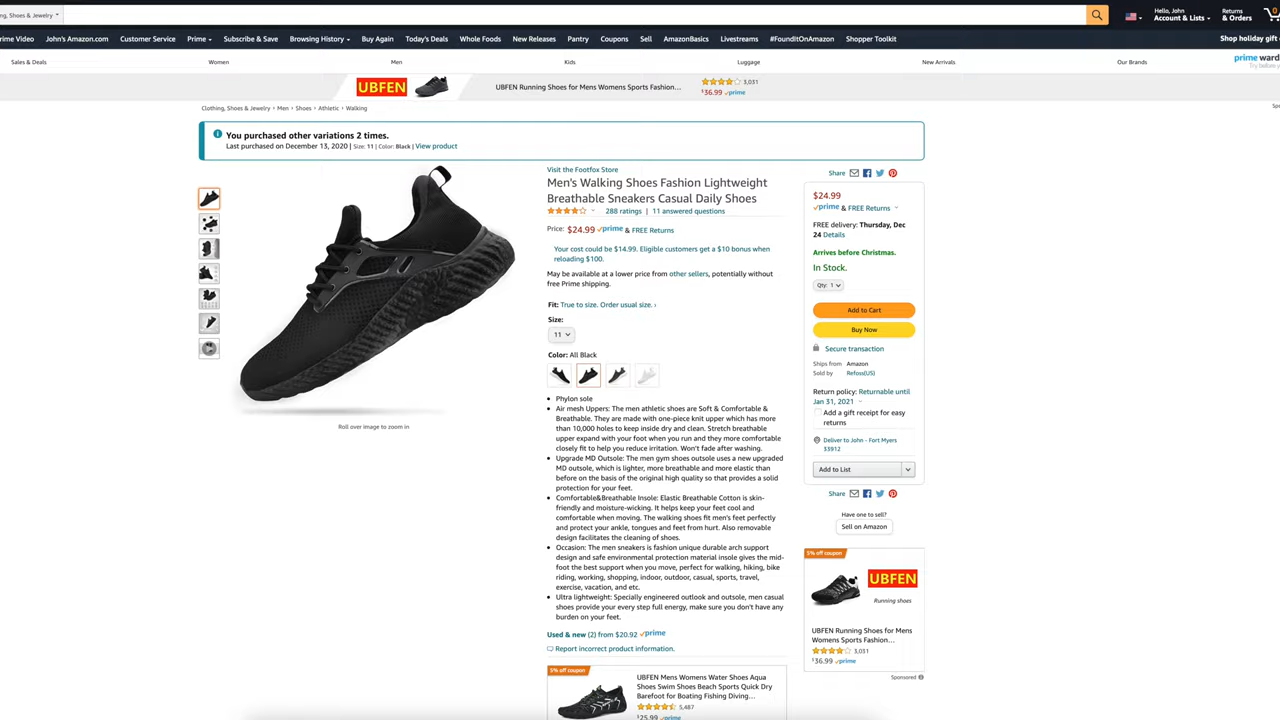 ng, Shoes & Jewelry
Hello, John
Account & Lists
Returns
& Orders
0
rime Video
John's Amazon.com
Customer Service
Prime
Subscribe & Save
Browsing History
Buy Again
Today's Deals
Whole Foods
New Releases
Pantry
Coupons
Sell
AmazonBasics
Livestreams
#FoundItOnAmazon
Shopper Toolkit
Shop holiday gift
Sales & Deals
Women
Men
Kids
Luggage
New Arrivals
Our Brands
prime ward
Try before y
UBFEN
UBFEN Running Shoes for Mens Womens Sports Fashion...
3,031
$36.99 prime
Spo
Clothing, Shoes & Jewelry › Men › Shoes › Athletic › Walking
You purchased other variations 2 times.
Last purchased on December 13, 2020 | Size: 11 | Color: Black | View product
Roll over image to zoom in
Visit the Footfox Store
Men's Walking Shoes Fashion Lightweight
Breathable Sneakers Casual Daily Shoes
288 ratings | 11 answered questions
Price: $24.99 prime & FREE Returns
Your cost could be $14.99. Eligible customers get a $10 bonus when
reloading $100.
May be available at a lower price from other sellers, potentially without
free Prime shipping.
Fit: True to size. Order usual size. ›
Size:
11
Color: All Black
• Phylon sole
• Air mesh Uppers: The men athletic shoes are Soft & Comfortable &
Breathable. They are made with one-piece knit upper which has more
than 10,000 holes to keep inside dry and clean. Stretch breathable
upper expand with your foot when you run and they more comfortable
closely fit to help you reduce irritation. Won't fade after washing.
• Upgrade MD Outsole: The men gym shoes outsole uses a new upgraded
MD outsole, which is lighter, more breathable and more elastic than
before on the basis of the original high quality so that provides a solid
protection for your feet.
• Comfortable&Breathable Insole: Elastic Breathable Cotton is skin-
friendly and moisture-wicking. It helps keep your feet cool and
comfortable when moving. The walking shoes fit men's feet perfectly
and protect your ankle, tongues and feet from hurt. Also removable
design facilitates the cleaning of shoes.
• Occasion: The men sneakers is fashion unique durable arch support
design and safe environmental protection material insole gives the mid-
foot the best support when you move, perfect for walking, hiking, bike
riding, working, shopping, indoor, outdoor, casual, sports, travel,
exercise, vacation, and etc.
• Ultra lightweight: Specially engineered outlook and outsole, men casual
shoes provide your every step full energy, make sure you don't have any
burden on your feet.
Used & new (2) from $20.92 prime
Report incorrect product information.
5% off coupon
UBFEN Mens Womens Water Shoes Aqua
Shoes Swim Shoes Beach Sports Quick Dry
Barefoot for Boating Fishing Diving...
5,487
$25.99 prime
Share
$24.99
prime & FREE Returns
FREE delivery: Thursday, Dec
24 Details
Arrives before Christmas.
In Stock.
Qty: 1
Add to Cart
Buy Now
Secure transaction
Ships from Amazon
Sold by Refoss(US)
Return policy: Returnable until
Jan 31, 2021
Add a gift receipt for easy
returns
Deliver to John - Fort Myers
33912
Add to List
Share
Have one to sell?
Sell on Amazon
5% off coupon
UBFEN
Running shoes
UBFEN Running Shoes for Mens
Womens Sports Fashion...
3,031
$36.99 prime
Sponsored